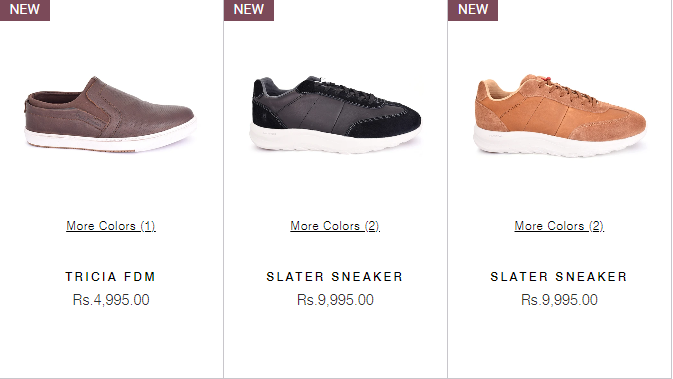 NEW
NEW
NEW
More Colors (1)
More Colors (2)
More Colors (2)
TRICIA FDM
SLATER SNEAKER
SLATER SNEAKER
Rs.4,995.00
Rs.9,995.00
Rs.9,995.00